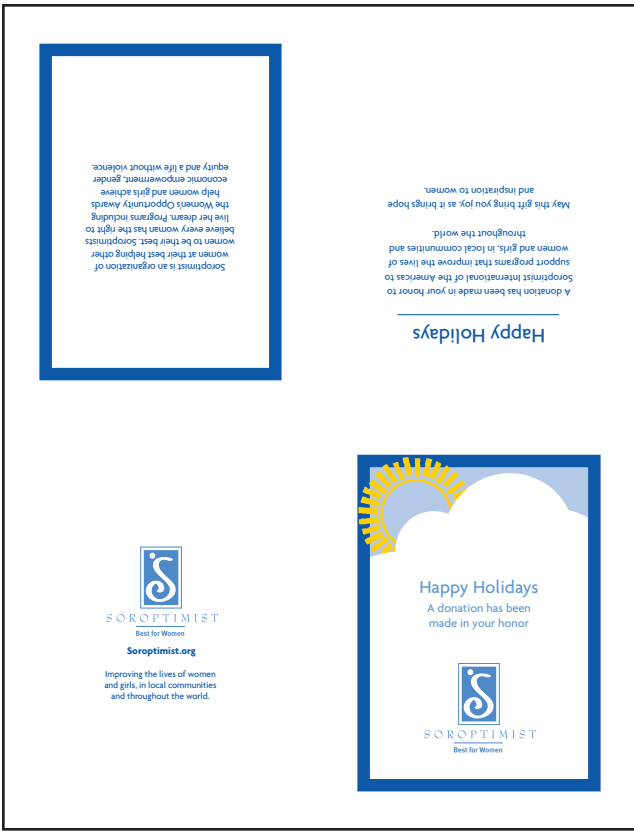 Soroptimist is an organization of
women at their best helping other
women to be their best. Soroptimists
believe every woman has the right to
live her dream. Programs including
the Women's Opportunity Awards
help women and girls achieve
economic empowerment, gender
equity and a life without violence.
Happy Holidays
A donation has been made in your honor to
Soroptimist International of the Americas to
support programs that improve the lives of
women and girls, in local communities and
throughout the world.
May this gift bring you joy, as it brings hope
and inspiration to women.
SOROPTIMIST
Best for Women
Soroptimist.org
Improving the lives of women
and girls, in local communities
and throughout the world.
Happy Holidays
A donation has been
made in your honor
SOROPTIMIST
Best for Women